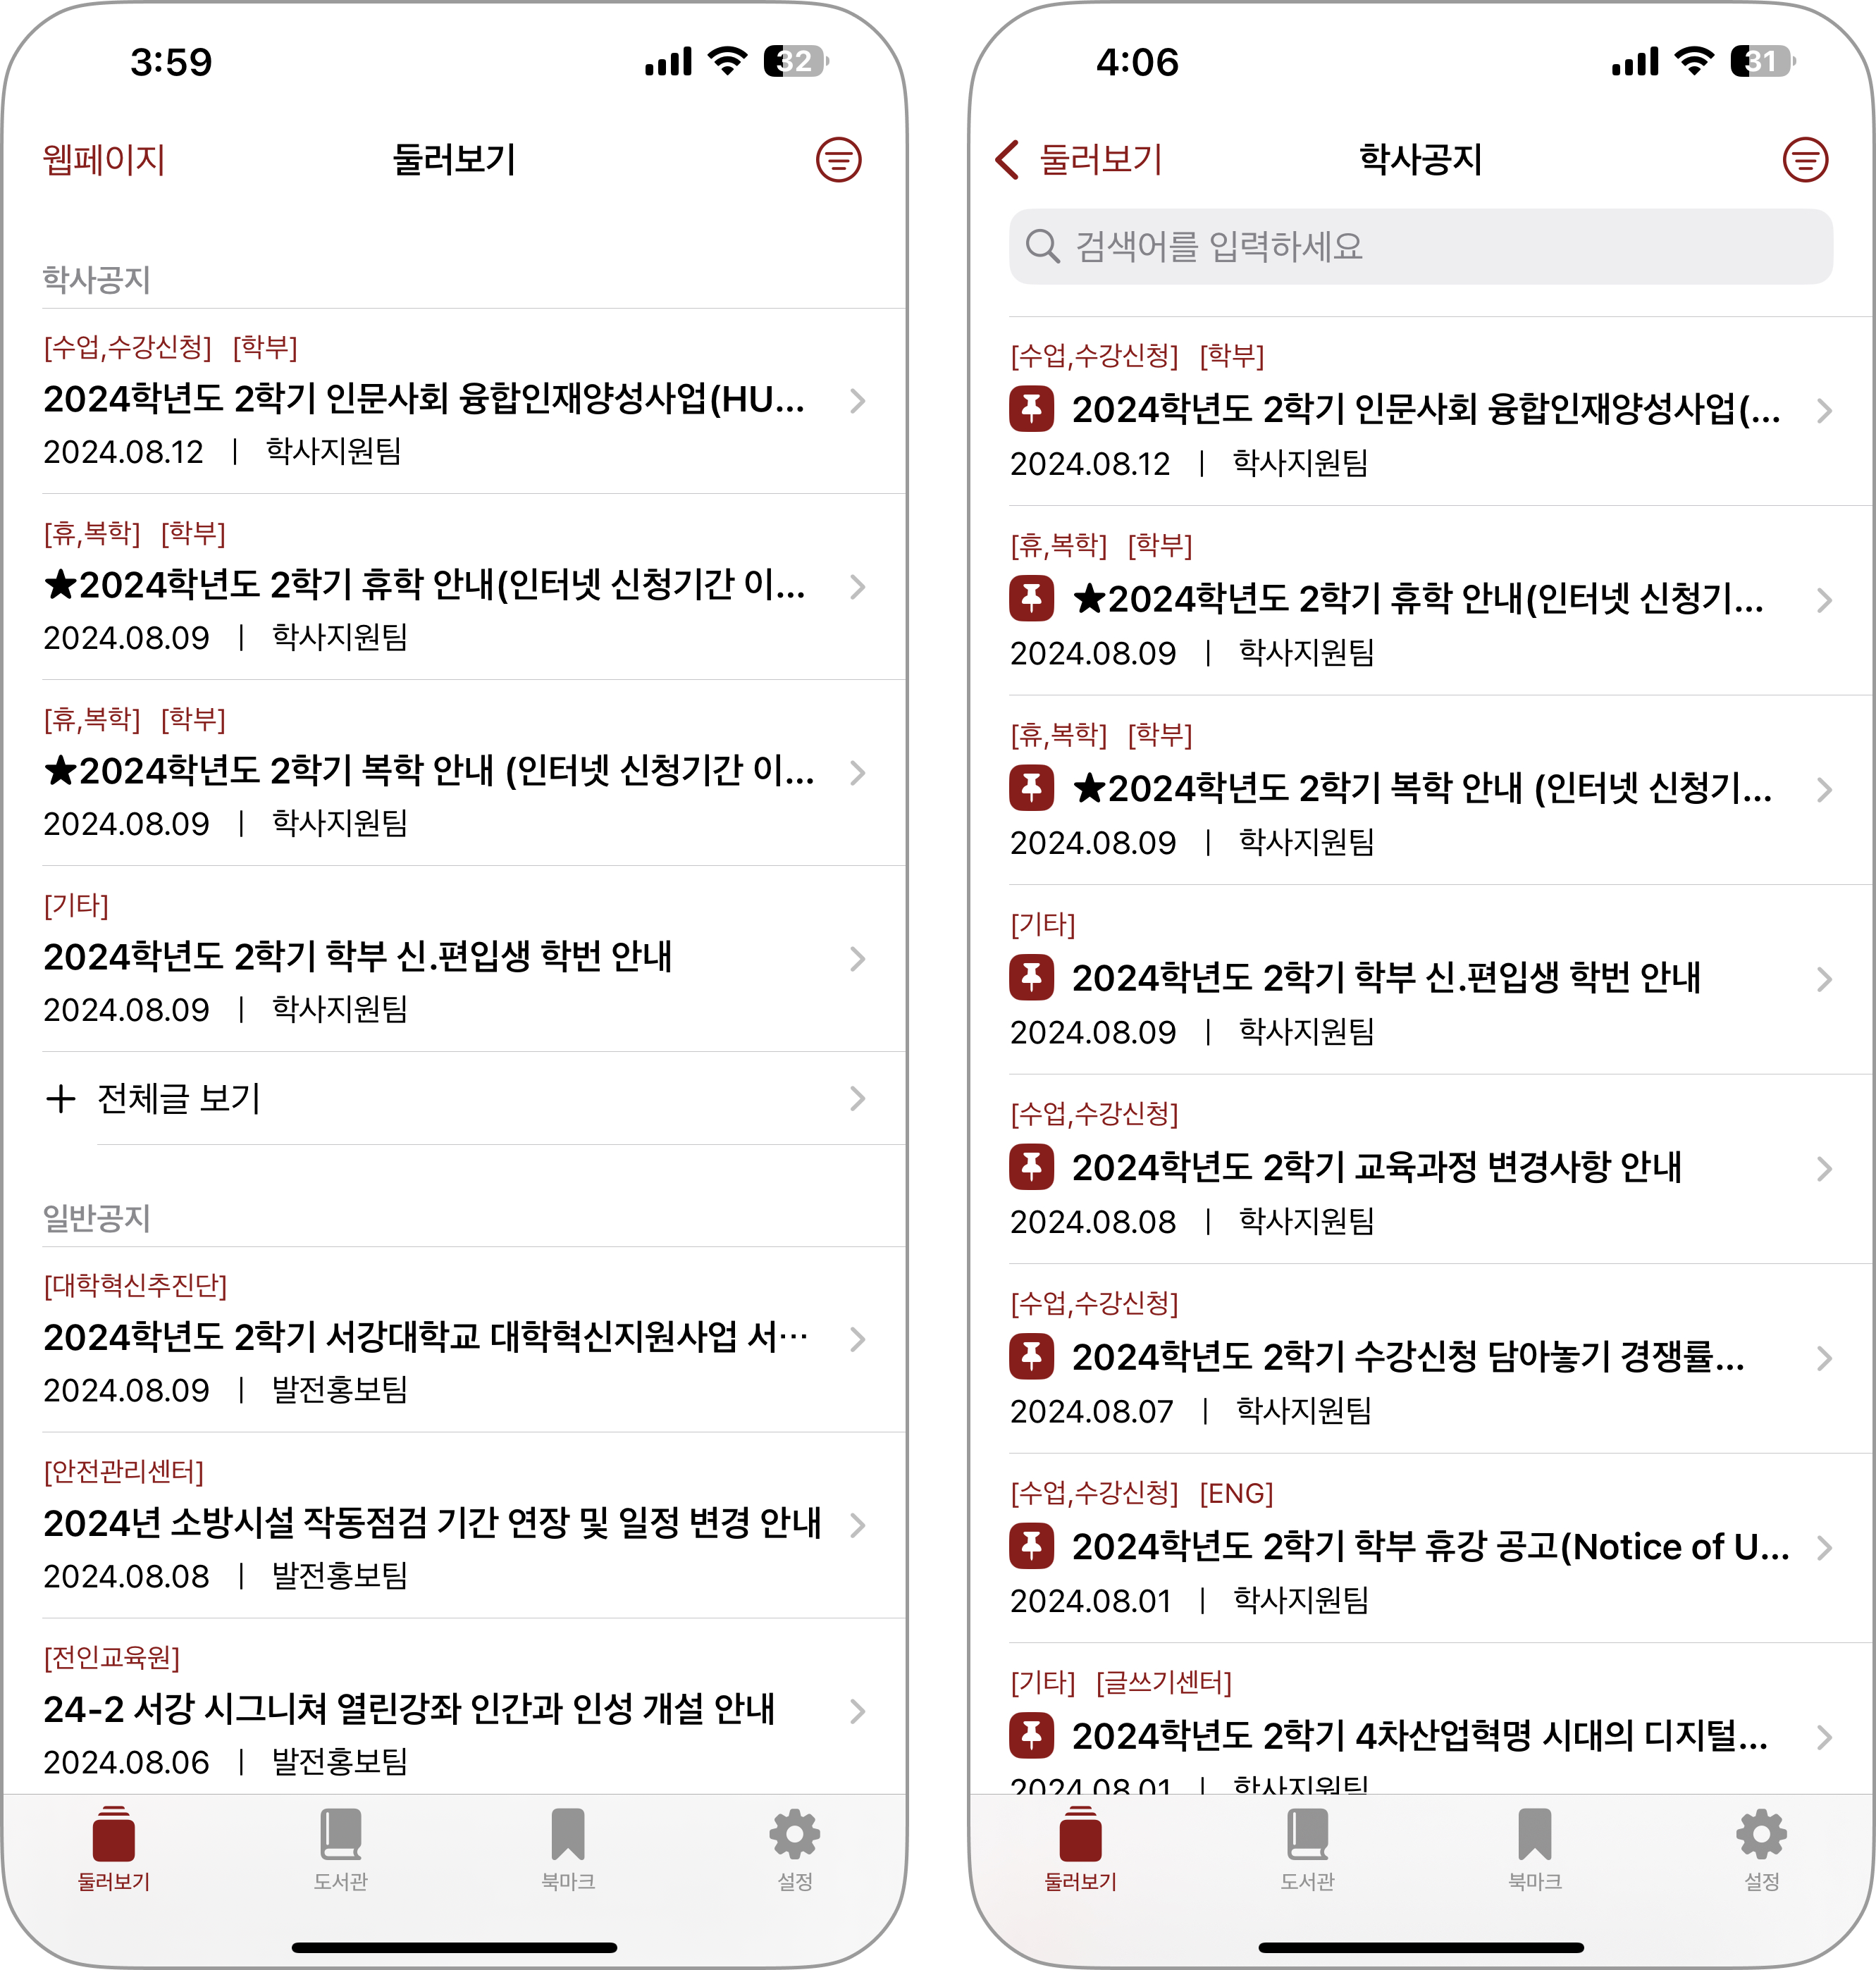 3:59
32
웹페이지
둘러보기
학사공지
[수업,수강신청] [학부]
2024학년도 2학기 인문사회 융합인재양성사업(HU...
2024.08.12 | 학사지원팀
[휴,복학] [학부]
★2024학년도 2학기 휴학 안내(인터넷 신청기간 이...
2024.08.09 | 학사지원팀
[휴,복학] [학부]
★2024학년도 2학기 복학 안내 (인터넷 신청기간 이...
2024.08.09 | 학사지원팀
[기타]
2024학년도 2학기 학부 신.편입생 학번 안내
2024.08.09 | 학사지원팀
+ 전체글 보기
일반공지
[대학혁신추진단]
2024학년도 2학기 서강대학교 대학혁신지원사업 서…
2024.08.09 | 발전홍보팀
[안전관리센터]
2024년 소방시설 작동점검 기간 연장 및 일정 변경 안내
2024.08.08 | 발전홍보팀
[전인교육원]
24-2 서강 시그니쳐 열린강좌 인간과 인성 개설 안내
2024.08.06 | 발전홍보팀
둘러보기
도서관
북마크
설정
4:06
31
둘러보기
학사공지
검색어를 입력하세요
[수업,수강신청] [학부]
2024학년도 2학기 인문사회 융합인재양성사업(...
2024.08.12 | 학사지원팀
[휴,복학] [학부]
★2024학년도 2학기 휴학 안내(인터넷 신청기...
2024.08.09 | 학사지원팀
[휴,복학] [학부]
★2024학년도 2학기 복학 안내 (인터넷 신청기...
2024.08.09 | 학사지원팀
[기타]
2024학년도 2학기 학부 신.편입생 학번 안내
2024.08.09 | 학사지원팀
[수업,수강신청]
2024학년도 2학기 교육과정 변경사항 안내
2024.08.08 | 학사지원팀
[수업,수강신청]
2024학년도 2학기 수강신청 담아놓기 경쟁률...
2024.08.07 | 학사지원팀
[수업,수강신청] [ENG]
2024학년도 2학기 학부 휴강 공고(Notice of U...
2024.08.01 | 학사지원팀
[기타] [글쓰기센터]
2024학년도 2학기 4차산업혁명 시대의 디지털...
2024.08.01 | 학사지원팀
둘러보기
도서관
북마크
설정